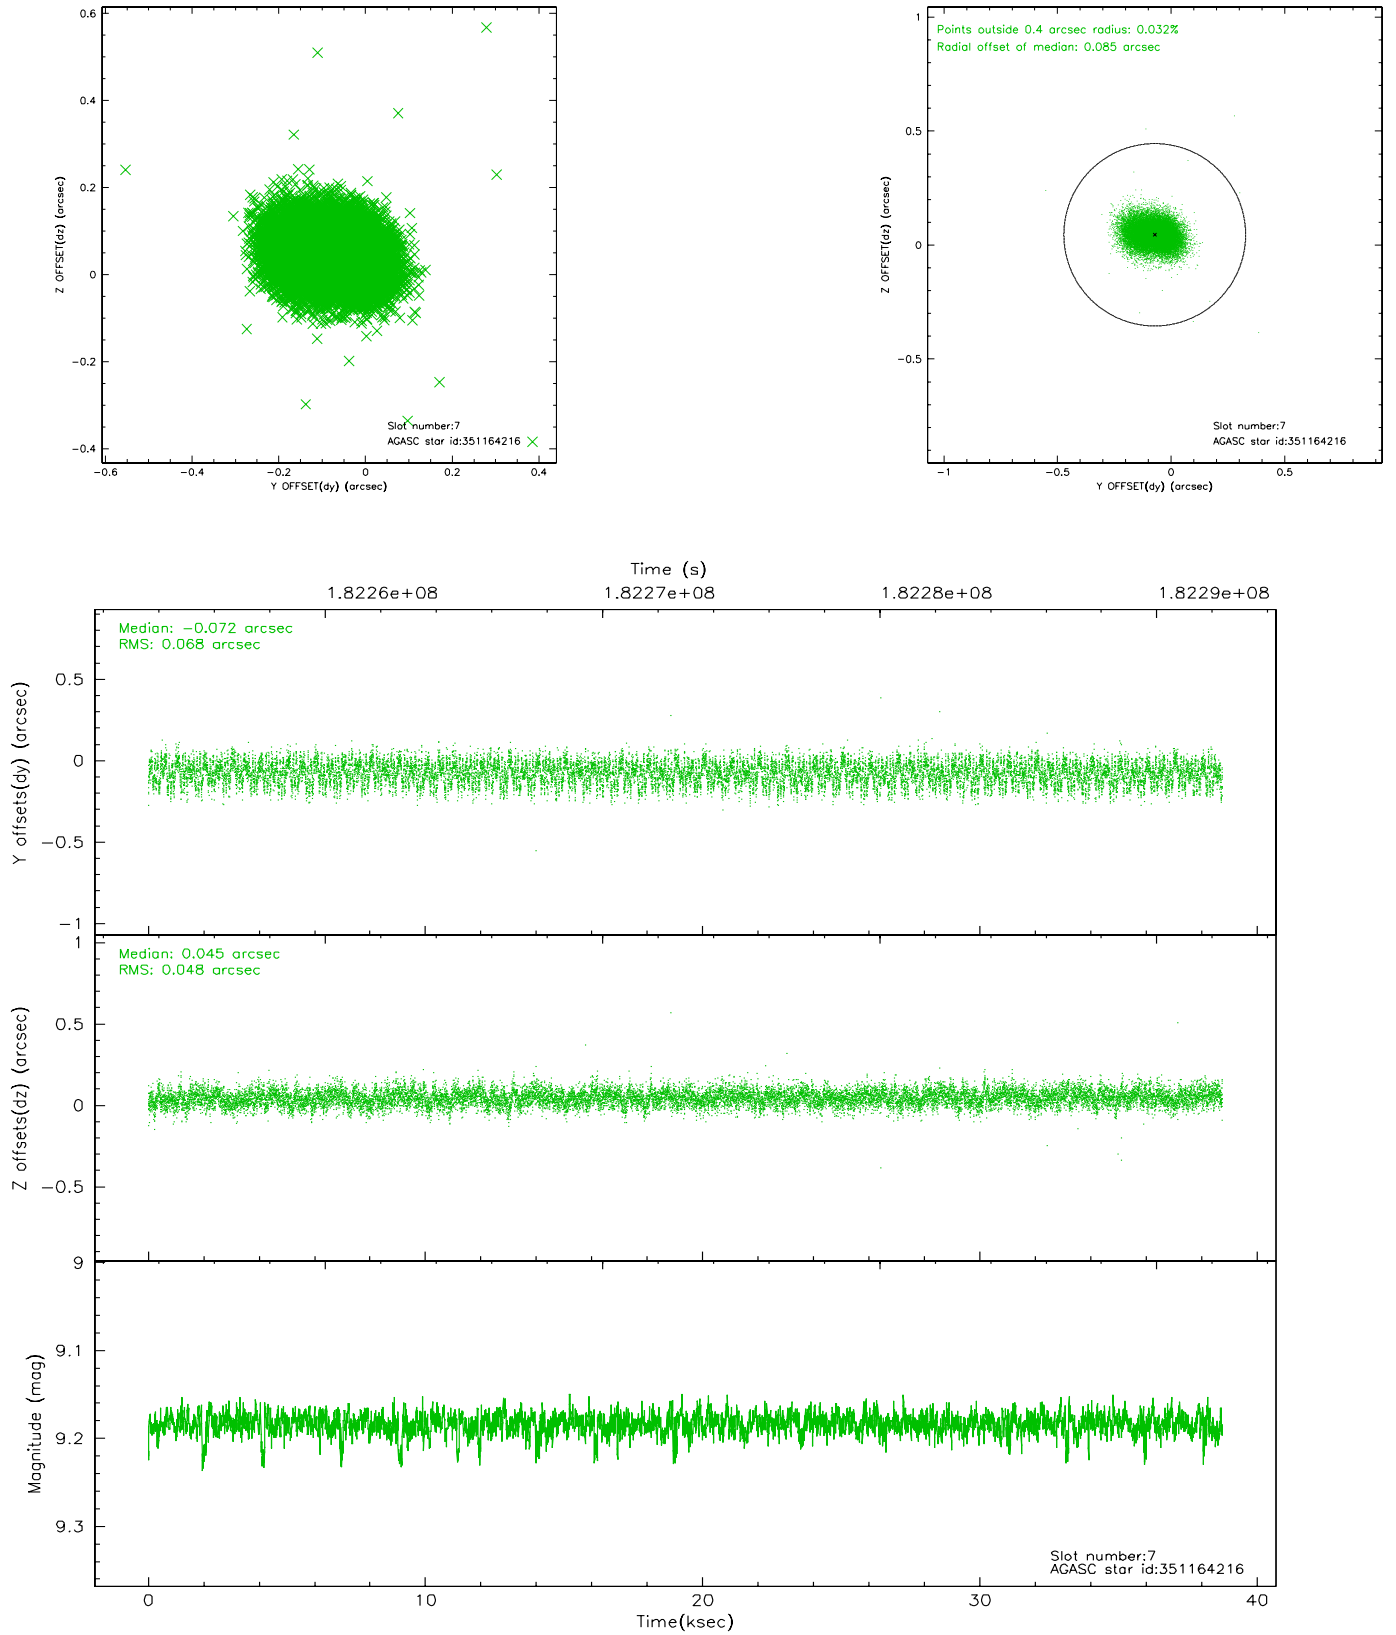 0.6
0.4
0.2
0
−0.2
−0.4
Z OFFSET(dz) (arcsec)
Slot number:7
AGASC star id:351164216
−0.6 −0.4 −0.2 0 0.2 0.4
Y OFFSET(dy) (arcsec)
1
0.5
0
−0.5
Z OFFSET(dz) (arcsec)
Points outside 0.4 arcsec radius: 0.032%
Radial offset of median: 0.085 arcsec
Slot number:7
AGASC star id:351164216
−1 −0.5 0 0.5
Y OFFSET(dy) (arcsec)
Time (s)
1.8226e+08 1.8227e+08 1.8228e+08 1.8229e+08
Median: −0.072 arcsec
RMS: 0.068 arcsec
0.5
0
−0.5
−1
Y offsets(dy) (arcsec)
Median: 0.045 arcsec
RMS: 0.048 arcsec
1
0.5
0
−0.5
Z offsets(dz) (arcsec)
9
9.1
9.2
9.3
Magnitude (mag)
Slot number:7
AGASC star id:351164216
0 10 20 30 40
Time(ksec)